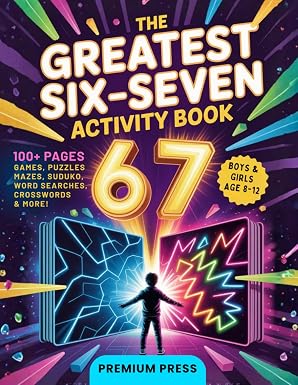 THE
GREATEST
SIX-SEVEN
ACTIVITY BOOK
100+ PAGES
GAMES, PUZZLES
MAZES, SUDUKO,
WORD SEARCHES,
CROSSWORDS
& MORE!
67
BOYS &
GIRLS
AGE 8-12
PREMIUM PRESS